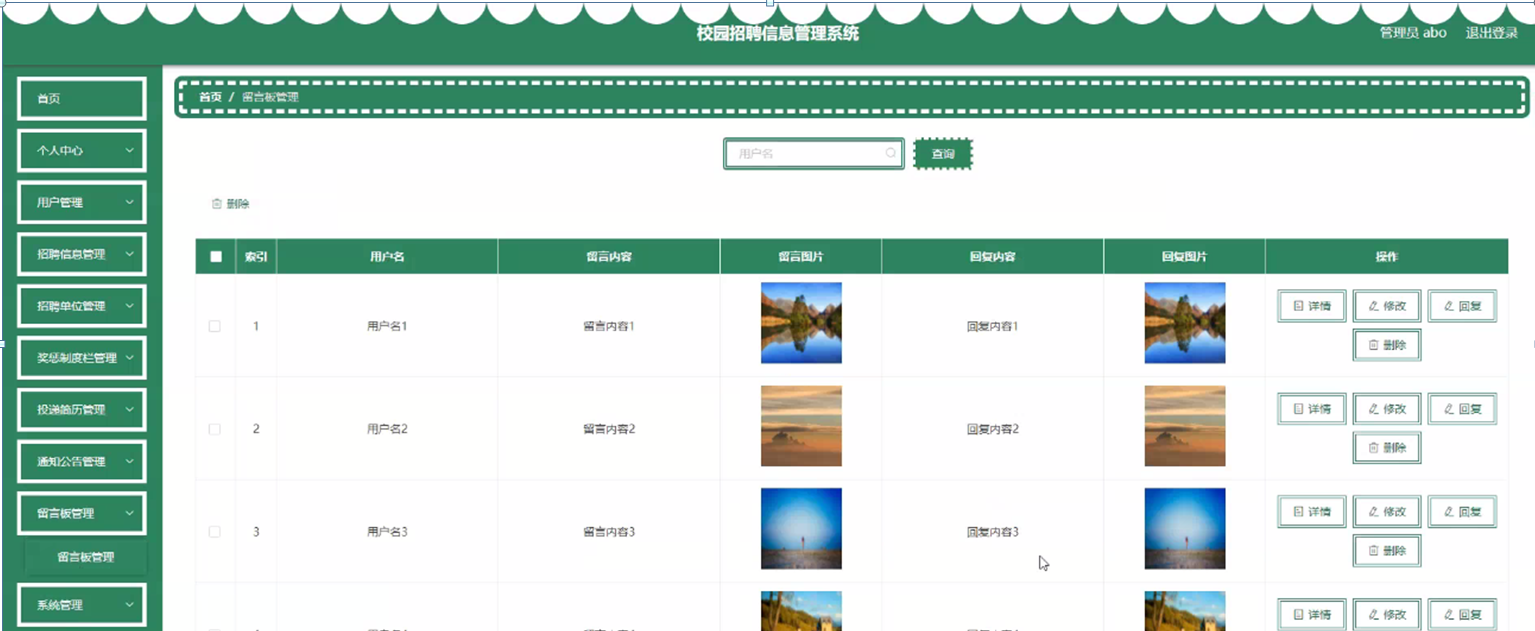 校园招聘信息管理系统
管理员 abo 退出登录
首页
个人中心
用户管理
招聘信息管理
招聘单位管理
奖惩制度栏管理
投递简历管理
通知公告管理
留言板管理
留言板管理
系统管理
首页 / 留言板管理
用户名 查询
删除
索引 用户名 留言内容 留言图片 回复内容 回复图片 操作
1 用户名1 留言内容1 回复内容1 详情 修改 回复
删除
2 用户名2 留言内容2 回复内容2 详情 修改 回复
删除
3 用户名3 留言内容3 回复内容3 详情 修改 回复
删除
详情 修改 回复